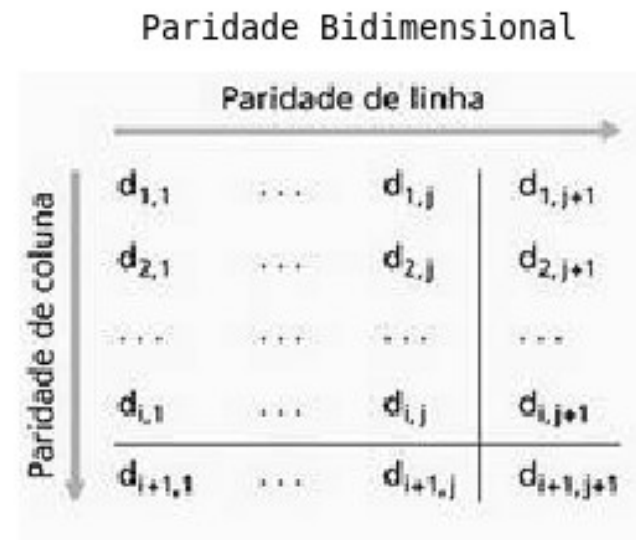 Paridade Bidimensional
Paridade de linha
Paridade de coluna
d1,1 ... d1,j d1,j+1
d2,1 ... d2,j d2,j+1
... ... ... ...
di,1 ... di,j di,j+1
di+1,1 ... di+1,j di+1,j+1